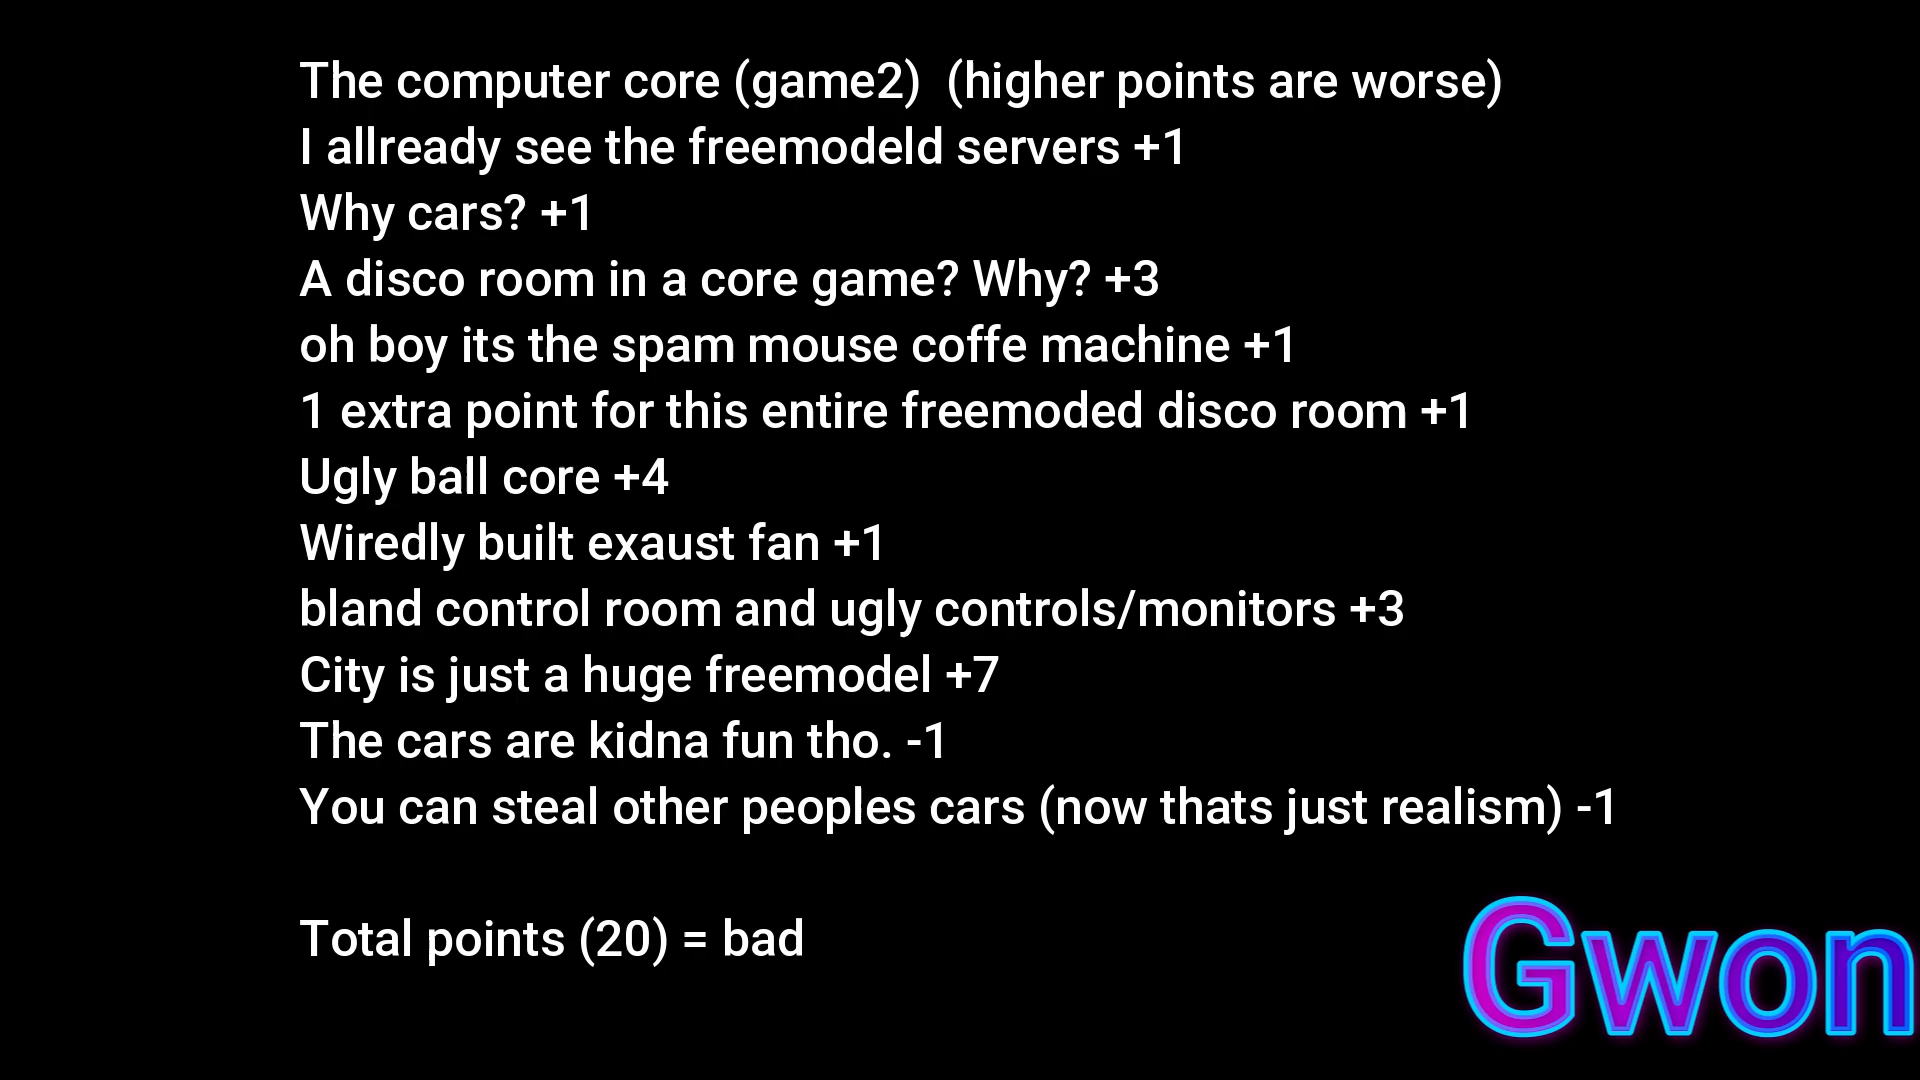 The computer core (game2)  (higher points are worse)
I allready see the freemodeld servers +1
Why cars? +1
A disco room in a core game? Why? +3
oh boy its the spam mouse coffe machine +1
1 extra point for this entire freemoded disco room +1
Ugly ball core +4
Wiredly built exaust fan +1
bland control room and ugly controls/monitors +3
City is just a huge freemodel +7
The cars are kidna fun tho. -1
You can steal other peoples cars (now thats just realism) -1
Total points (20) = bad
Gwon